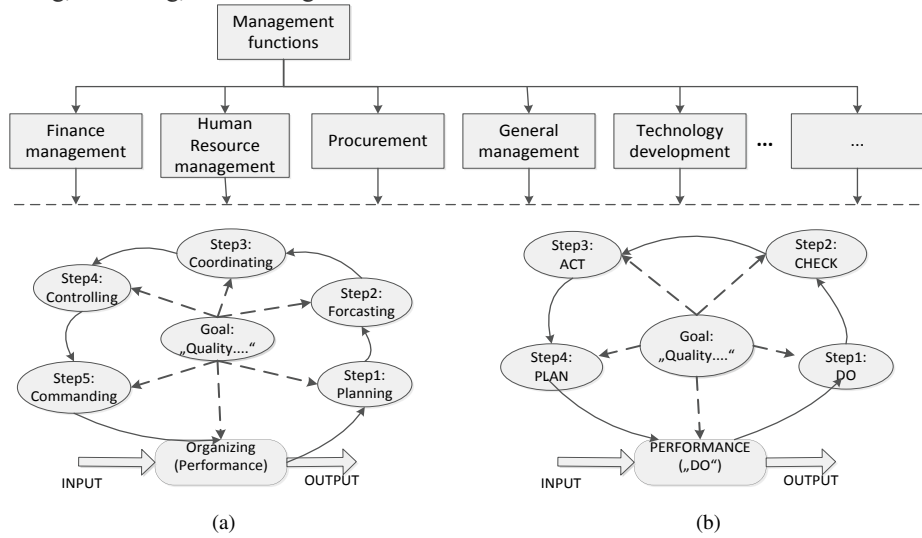 Management
functions
Finance
management
Human
Resource
management
Procurement
General
management
Technology
development
...
...
Step3:
Coordinating
Step4:
Controlling
Step2:
Forcasting
Goal:
„Quality....“
Step5:
Commanding
Step1:
Planning
Organizing
(Performance)
INPUT
OUTPUT
(a)
Step3:
ACT
Step2:
CHECK
Goal:
„Quality....“
Step4:
PLAN
Step1:
DO
PERFORMANCE
(„DO“)
INPUT
OUTPUT
(b)